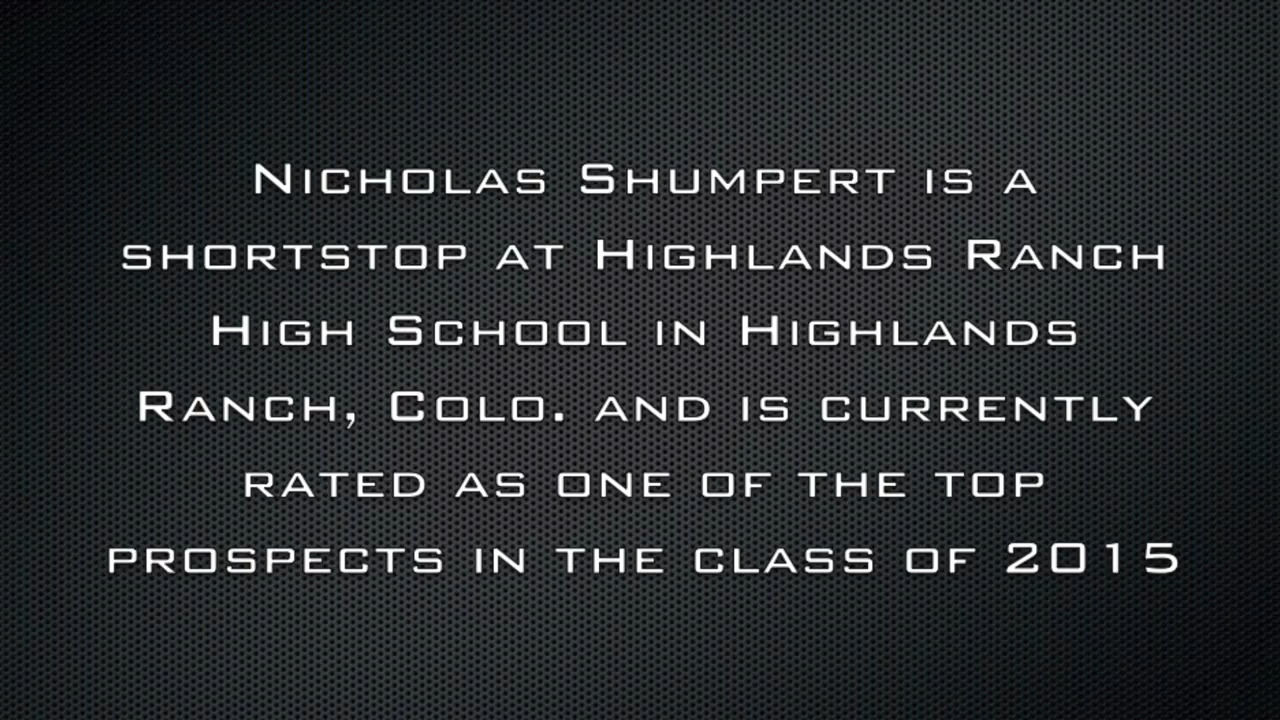 Nicholas Shumpert is a
shortstop at Highlands Ranch
High School in Highlands
Ranch, Colo. and is currently
rated as one of the top
prospects in the class of 2015